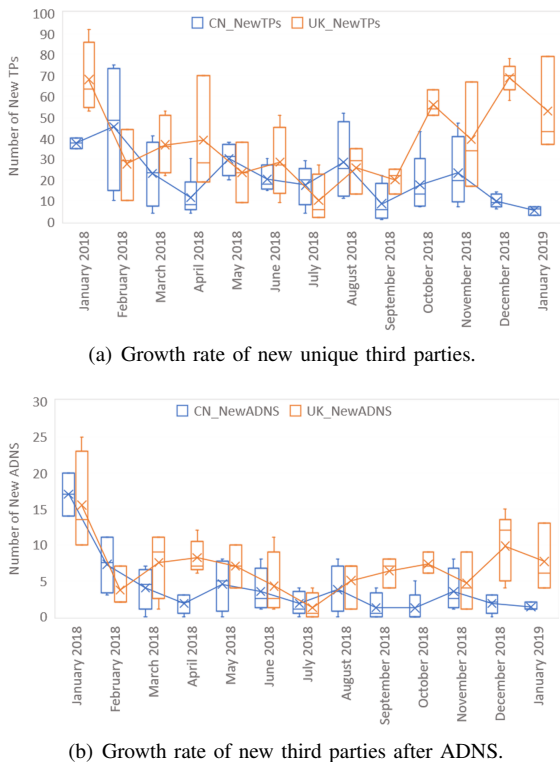 CN_NewTPs UK_NewTPs
Number of New TPs
100
90
80
70
60
50
40
30
20
10
0
January 2018
February 2018
March 2018
April 2018
May 2018
June 2018
July 2018
August 2018
September 2018
October 2018
November 2018
December 2018
January 2019
(a) Growth rate of new unique third parties.
CN_NewADNS UK_NewADNS
Number of New ADNS
30
25
20
15
10
5
0
January 2018
February 2018
March 2018
April 2018
May 2018
June 2018
July 2018
August 2018
September 2018
October 2018
November 2018
December 2018
January 2019
(b) Growth rate of new third parties after ADNS.